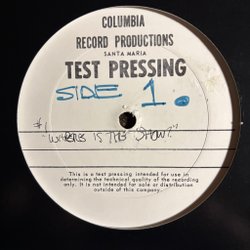 COLUMBIA
RECORD PRODUCTIONS
SANTA MARIA
TEST PRESSING
SIDE 1.
#1
"WHERE IS THE SHOW?"
This is a test pressing intended for use in
determining the technical quality of the recording
only. It is not intended for sale or distribution
outside of this company.